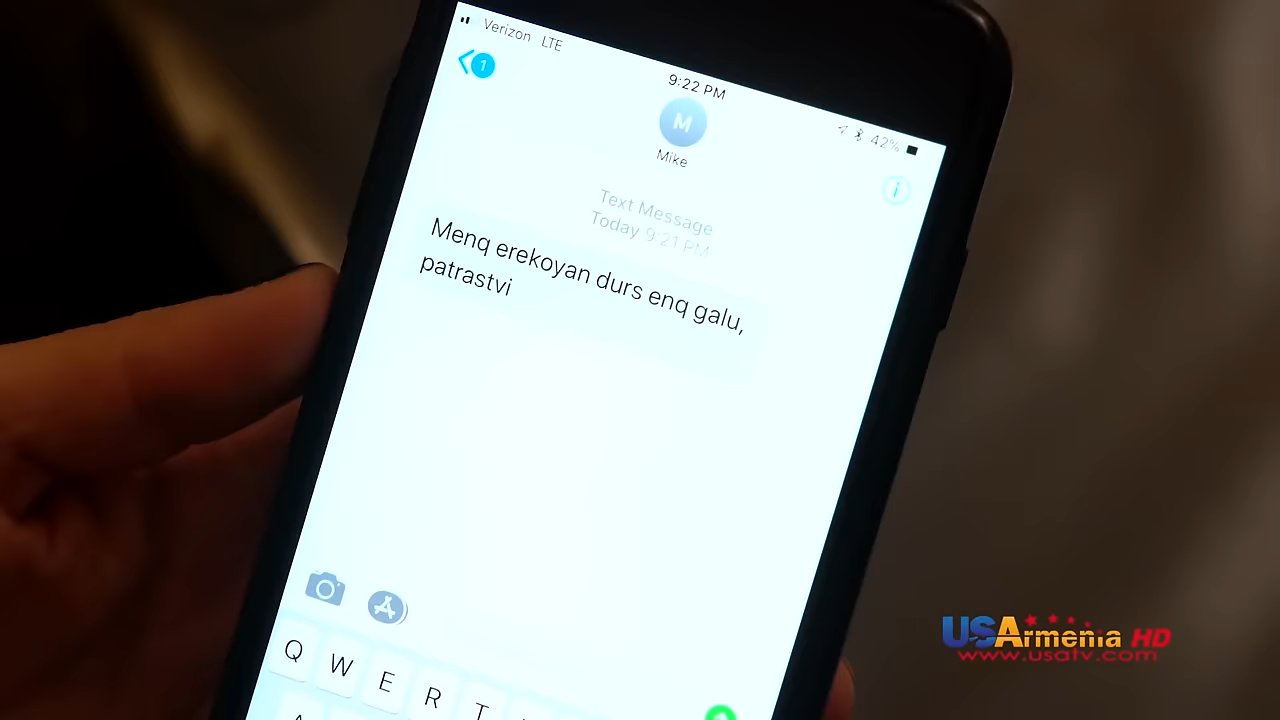 Verizon LTE
9:22 PM
42%
1
M
Mike
i
Text Message
Today 9:21 PM
Menq erekoyan durs enq galu,
patrastvi
Q W E R T
USArmenia HD
www.usatv.com